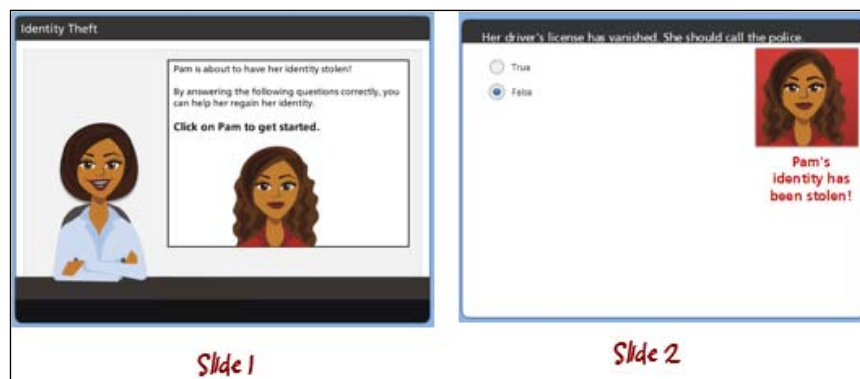 Identity Theft
Pam is about to have her identity stolen!
By answering the following questions correctly, you
can help her regain her identity.
Click on Pam to get started.
Her driver's license has vanished. She should call the police.
True
False
Pam's
identity has
been stolen!
Slide 1
Slide 2